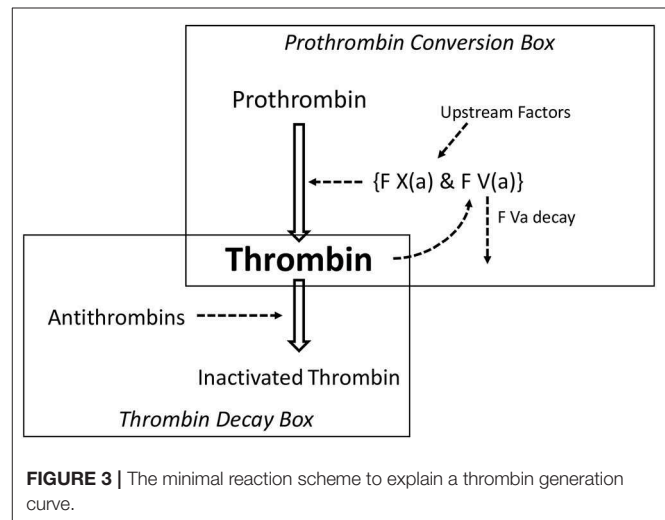 Prothrombin Conversion Box
Prothrombin
Upstream Factors
{F X(a) & F V(a)}
F Va decay
Thrombin
Antithrombins
Inactivated Thrombin
Thrombin Decay Box
FIGURE 3 | The minimal reaction scheme to explain a thrombin generation
curve.